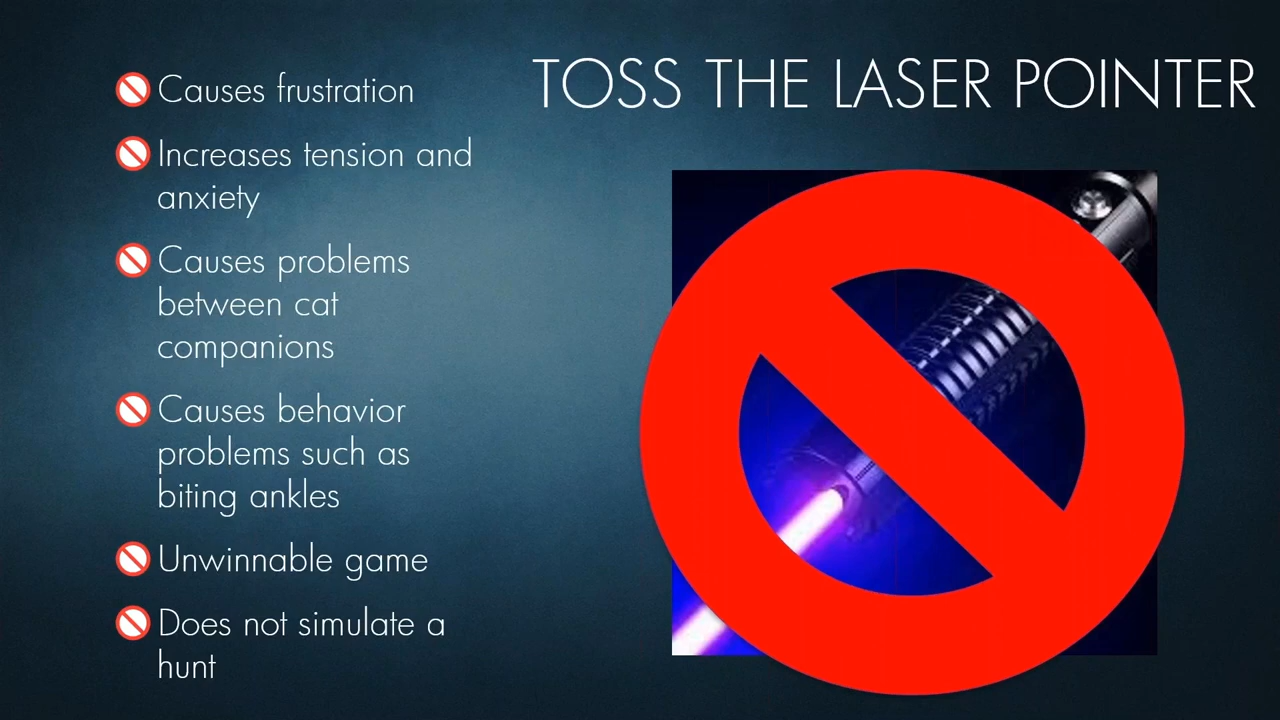 TOSS THE LASER POINTER
Causes frustration
Increases tension and
anxiety
Causes problems
between cat
companions
Causes behavior
problems such as
biting ankles
Unwinnable game
Does not simulate a
hunt